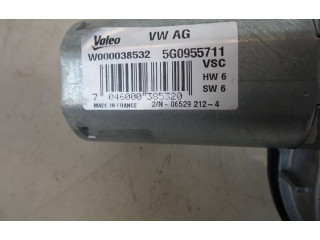 Valeo VW AG
W000038532 5G0955711
VSC
HW 6
SW 6
7 046000 385320
MADE IN FRANCE 2/N - 06529 212-4